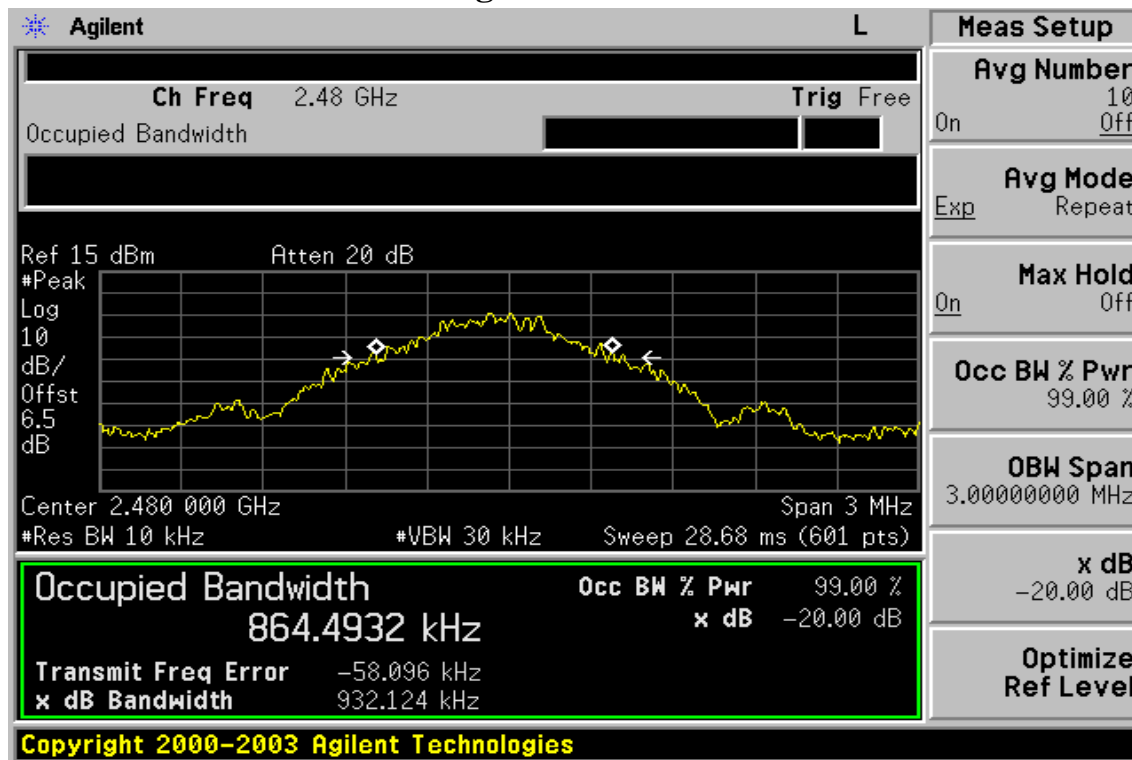 Agilent L
Ch Freq 2.48 GHz Trig Free
Occupied Bandwidth
Ref 15 dBm Atten 20 dB
#Peak
Log
10
dB/
Offst
6.5
dB
Center 2.480 000 GHz Span 3 MHz
#Res BW 10 kHz #VBW 30 kHz Sweep 28.68 ms (601 pts)
Occupied Bandwidth
864.4932 kHz
Occ BW % Pwr 99.00 %
x dB -20.00 dB
Transmit Freq Error -58.096 kHz
x dB Bandwidth 932.124 kHz
Copyright 2000-2003 Agilent Technologies
Meas Setup
Avg Number
10
On Off
Avg Mode
Exp Repeat
Max Hold
On Off
Occ BW % Pwr
99.00 %
OBW Span
3.00000000 MHz
x dB
-20.00 dB
Optimize
Ref Level